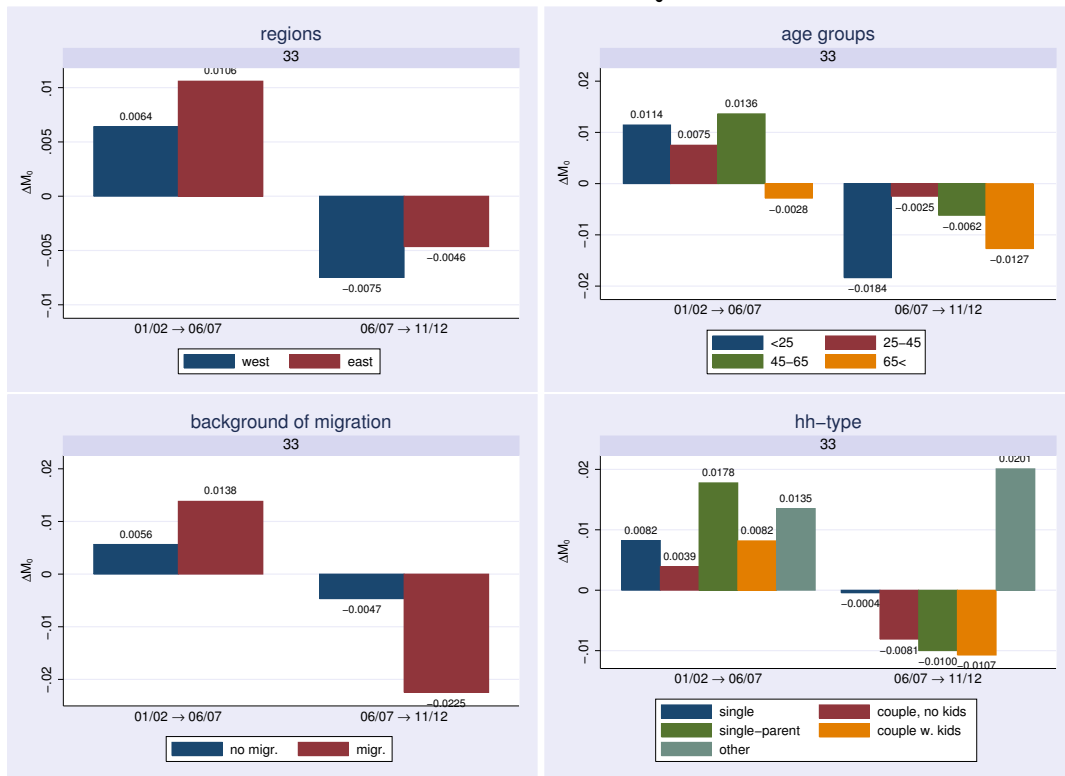 regions
33
.01
.005
0
−.005
−.01
ΔM₀
0.0064
0.0106
−0.0075
−0.0046
01/02 → 06/07
06/07 → 11/12
west
east
age groups
33
.02
.01
0
−.01
−.02
ΔM₀
0.0114
0.0075
0.0136
−0.0028
−0.0184
−0.0025
−0.0062
−0.0127
01/02 → 06/07
06/07 → 11/12
<25
25−45
45−65
65<
background of migration
33
.02
.01
0
−.01
−.02
ΔM₀
0.0056
0.0138
−0.0047
−0.0225
01/02 → 06/07
06/07 → 11/12
no migr.
migr.
hh−type
33
.02
.01
0
−.01
ΔM₀
0.0082
0.0039
0.0178
0.0082
0.0135
−0.0004
−0.0081
−0.0100
−0.0107
0.0201
01/02 → 06/07
06/07 → 11/12
single
couple, no kids
single−parent
couple w. kids
other